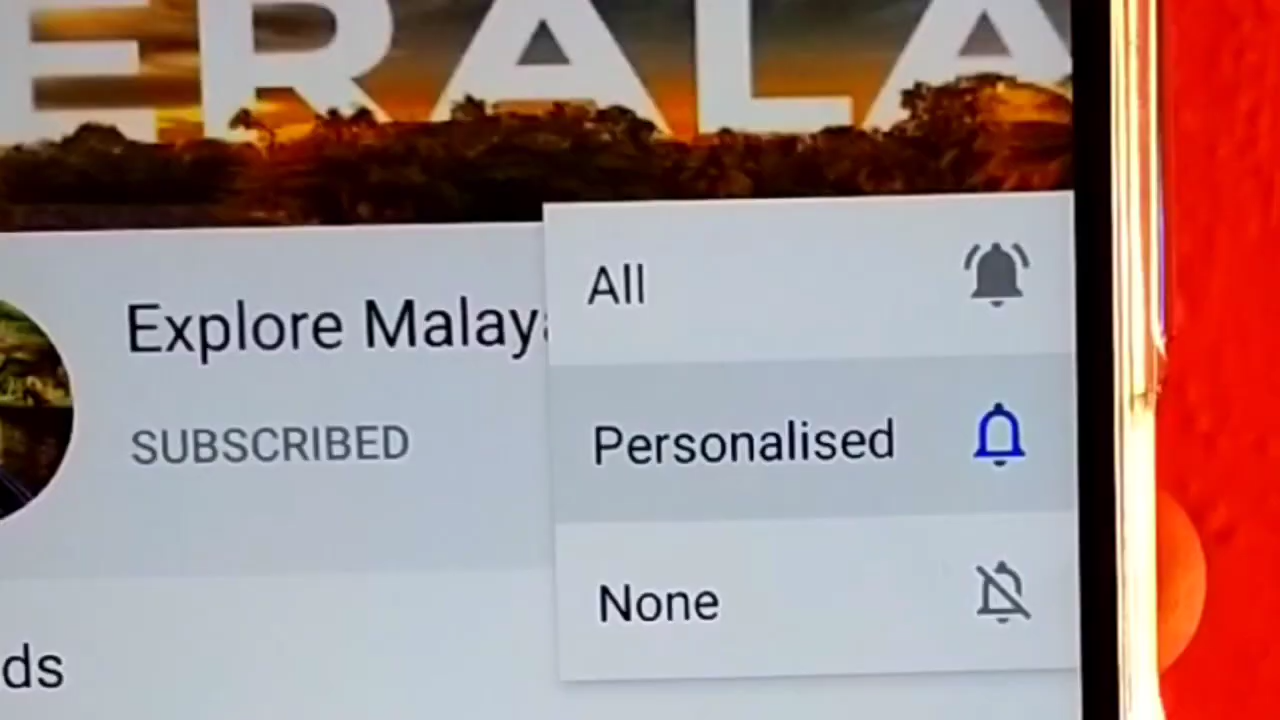 ERALA
All
Explore Malay
Personalised
SUBSCRIBED
None
ds